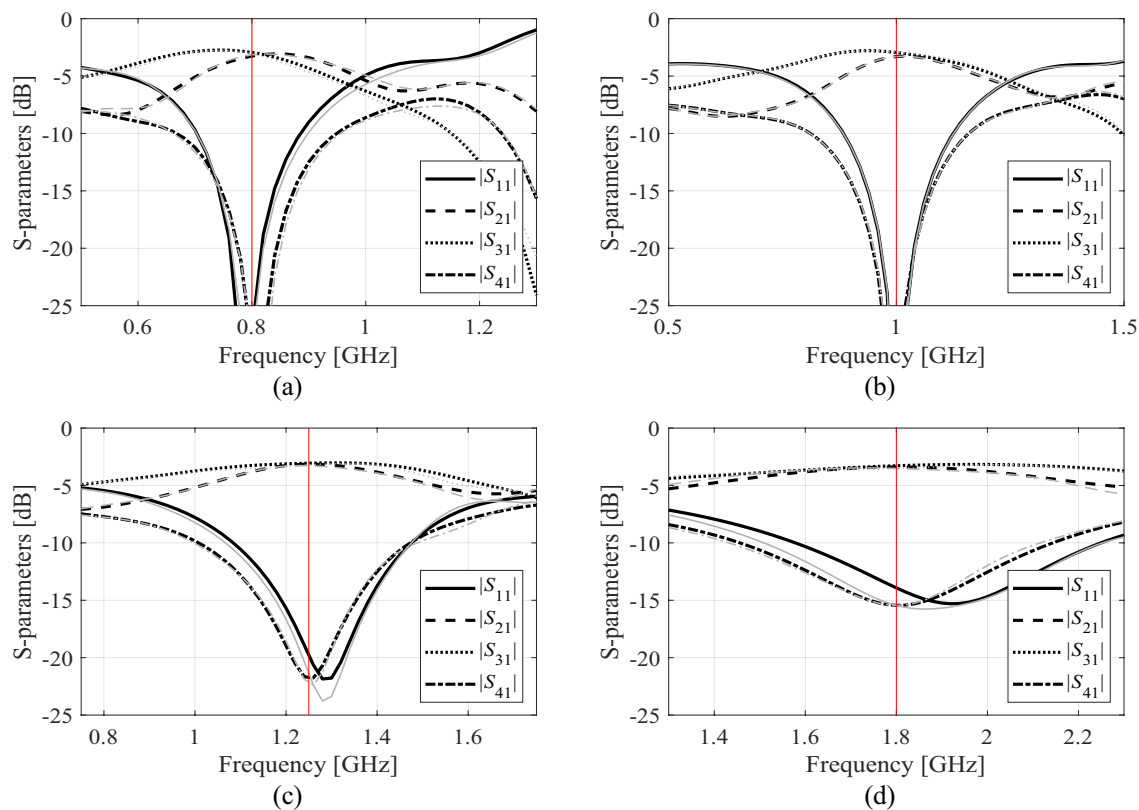 0
-5
-10
-15
-20
-25
S-parameters [dB]
|S11|
|S21|
|S31|
|S41|
0.6 0.8 1 1.2
Frequency [GHz]
(a)
0
-5
-10
-15
-20
-25
S-parameters [dB]
|S11|
|S21|
|S31|
|S41|
0.5 1 1.5
Frequency [GHz]
(b)
0
-5
-10
-15
-20
-25
S-parameters [dB]
|S11|
|S21|
|S31|
|S41|
0.8 1 1.2 1.4 1.6
Frequency [GHz]
(c)
0
-5
-10
-15
-20
-25
S-parameters [dB]
|S11|
|S21|
|S31|
|S41|
1.4 1.6 1.8 2 2.2
Frequency [GHz]
(d)